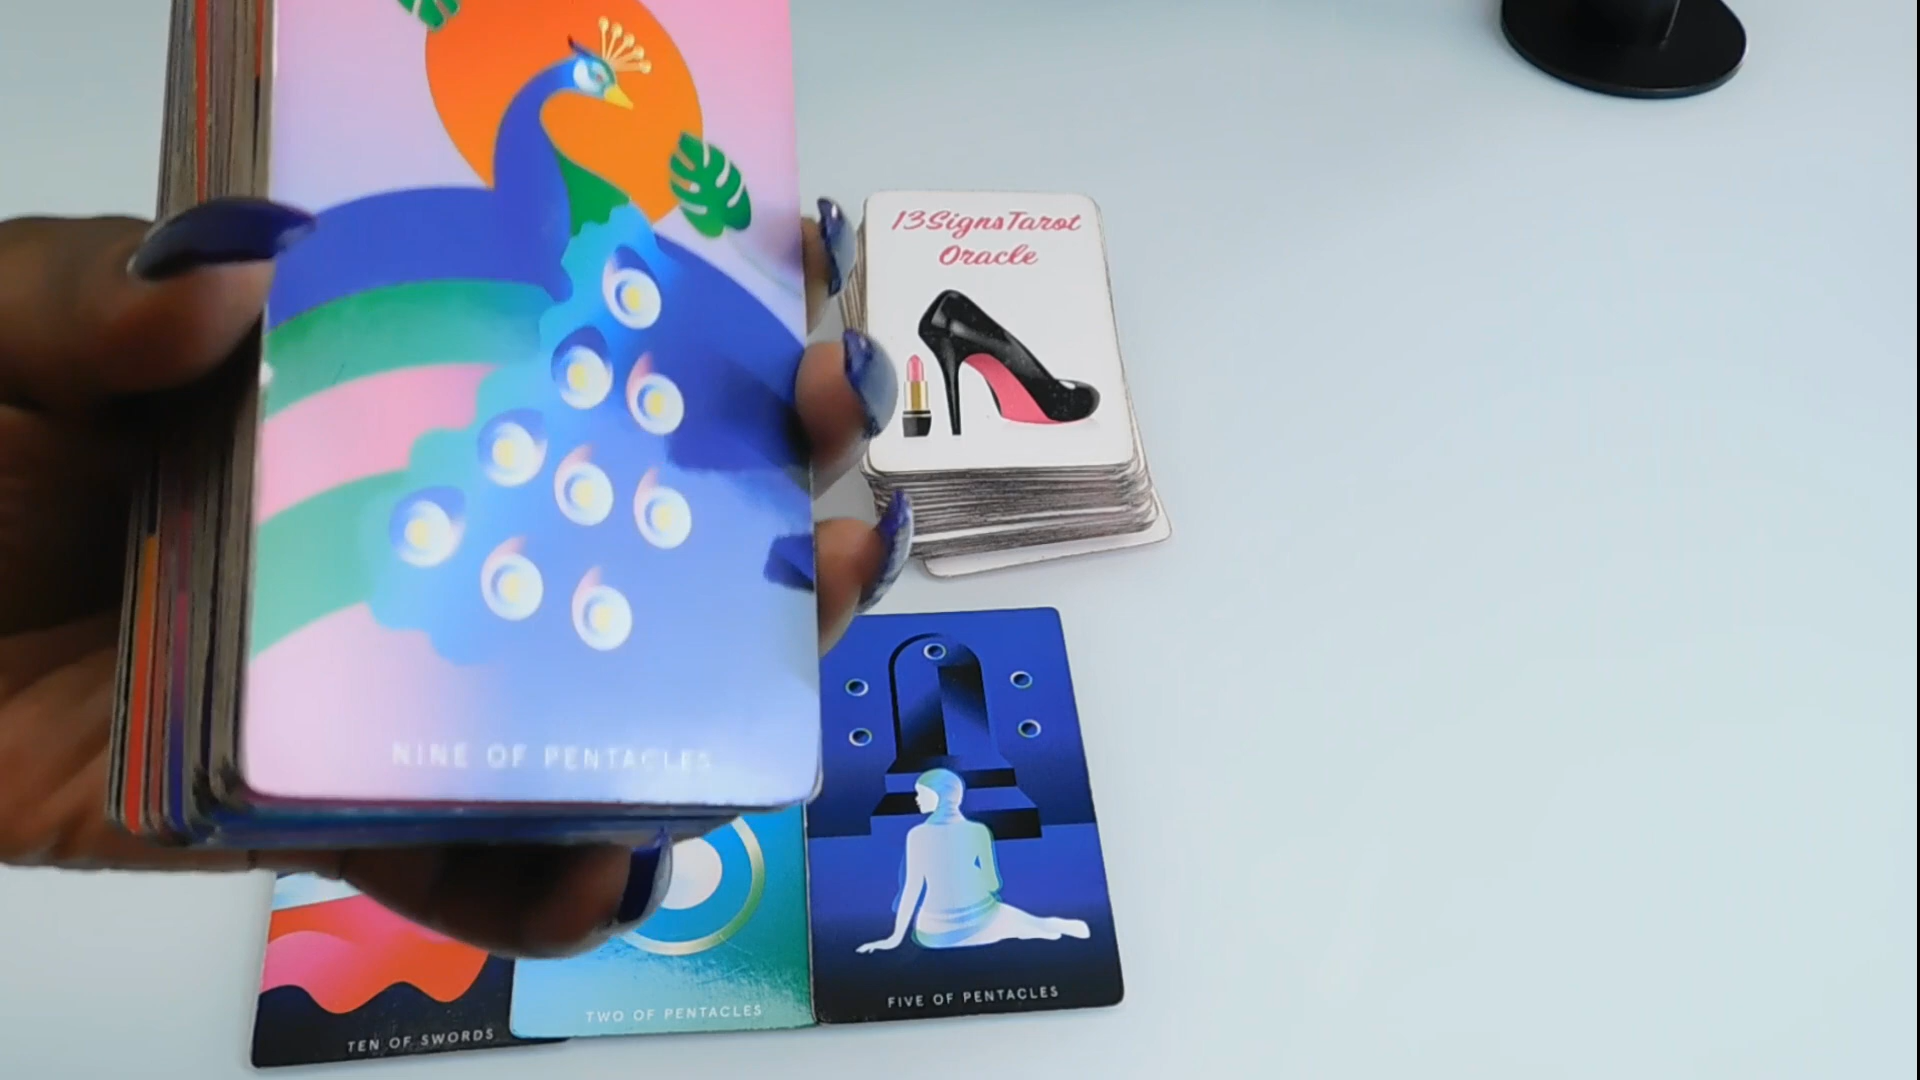 13SignsTarot
Oracle
NINE OF PENTACLES
TEN OF SWORDS
TWO OF PENTACLES
FIVE OF PENTACLES